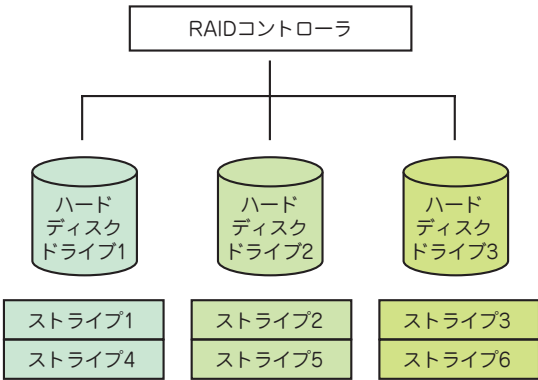 RAIDコントローラ
ハード
ディスク
ドライブ1
ハード
ディスク
ドライブ2
ハード
ディスク
ドライブ3
ストライプ1
ストライプ4
ストライプ2
ストライプ5
ストライプ3
ストライプ6